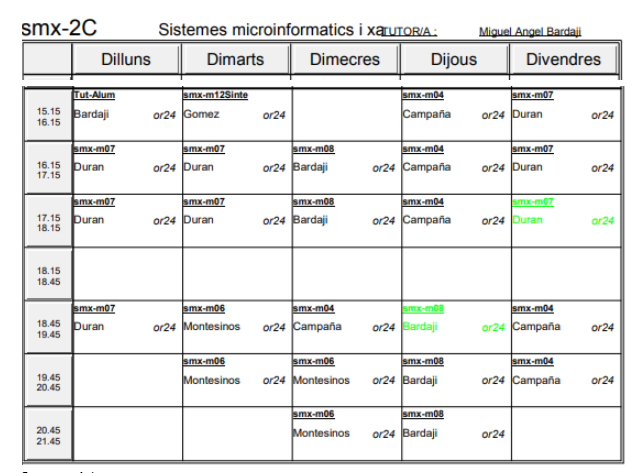 smx-2C Sistemes microinformatics i xa TUTOR/A : Miguel Angel Bardaji
Dilluns Dimarts Dimecres Dijous Divendres
Tut-Alum smx-m12Sinte smx-m04 smx-m07
15.15
16.15
Bardaji or24 Gomez or24 Campaña or24 Duran or24
smx-m07 smx-m07 smx-m08 smx-m04 smx-m07
16.15
17.15
Duran or24 Duran or24 Bardaji or24 Campaña or24 Duran or24
smx-m07 smx-m07 smx-m08 smx-m04 smx-m07
17.15
18.15
Duran or24 Duran or24 Bardaji or24 Campaña or24 Duran or24
18.15
18.45
smx-m07 smx-m06 smx-m04 smx-m08 smx-m04
18.45
19.45
Duran or24 Montesinos or24 Campaña or24 Bardaji or24 Campaña or24
smx-m06 smx-m06 smx-m08 smx-m04
19.45
20.45
Montesinos or24 Montesinos or24 Bardaji or24 Campaña or24
smx-m06 smx-m08
20.45
21.45
Montesinos or24 Bardaji or24